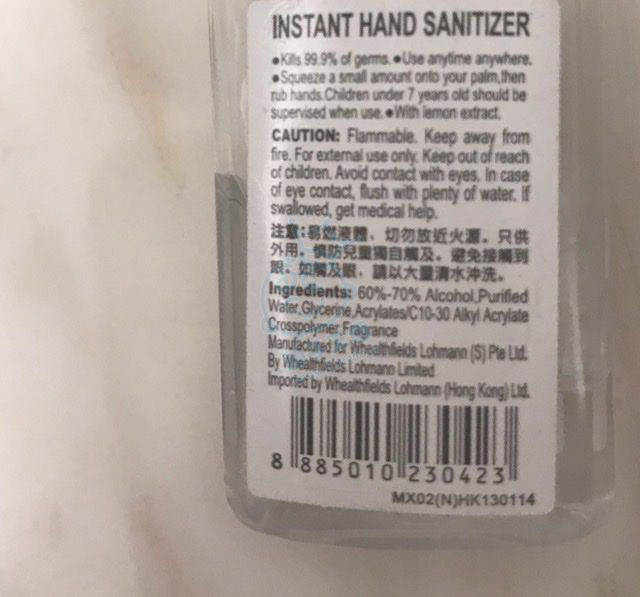 INSTANT HAND SANITIZER
●Kills 99.9% of germs. ●Use anytime anywhere.
●Squeeze a small amount onto your palm,then
rub hands.Children under 7 years old should be
supervised when use. ●With lemon extract.
CAUTION: Flammable. Keep away from
fire. For external use only. Keep out of reach
of children. Avoid contact with eyes. In case
of eye contact, flush with plenty of water. If
swallowed, get medical help.
注意:易燃液體，切勿放近火源。只供
外用。慎防兒童獨自觸及。避免接觸到
眼。如觸及眼，請以大量清水沖洗。
Ingredients: 60%-70% Alcohol,Purified
Water,Glycerine,Acrylates/C10-30 Alkyl Acrylate
Crosspolymer,Fragrance
Manufactured for Whealthfields Lohmann (S) Pte Ltd.
By Whealthfields Lohmann Limited
Imported by Whealthfields Lohmann (Hong Kong) Ltd.
8 885010 230423
MX02(N)HK130114